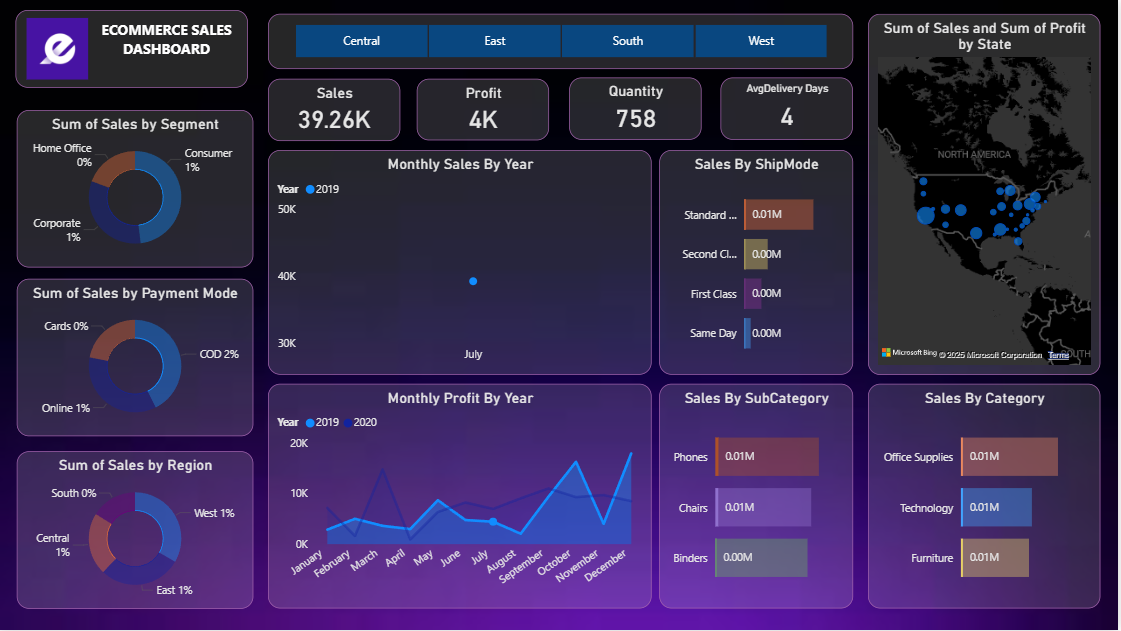 ECOMMERCE SALES
DASHBOARD
Central
East
South
West
Sales
39.26K
Profit
4K
Quantity
758
AvgDelivery Days
4
Sum of Sales and Sum of Profit
by State
NORTH AMERICA
Microsoft Bing
© 2025 Microsoft Corporation
Terms
Sum of Sales by Segment
Home Office
0%
Consumer
1%
Corporate
1%
Sum of Sales by Payment Mode
Cards 0%
COD 2%
Online 1%
Sum of Sales by Region
South 0%
West 1%
Central
1%
East 1%
Monthly Sales By Year
Year 2019
50K
40K
30K
July
Sales By ShipMode
Standard ... 0.01M
Second Cl... 0.00M
First Class 0.00M
Same Day 0.00M
Monthly Profit By Year
Year 2019 2020
20K
10K
0K
January
February
March
April
May
June
July
August
September
October
November
December
Sales By SubCategory
Phones 0.01M
Chairs 0.01M
Binders 0.00M
Sales By Category
Office Supplies 0.01M
Technology 0.01M
Furniture 0.01M